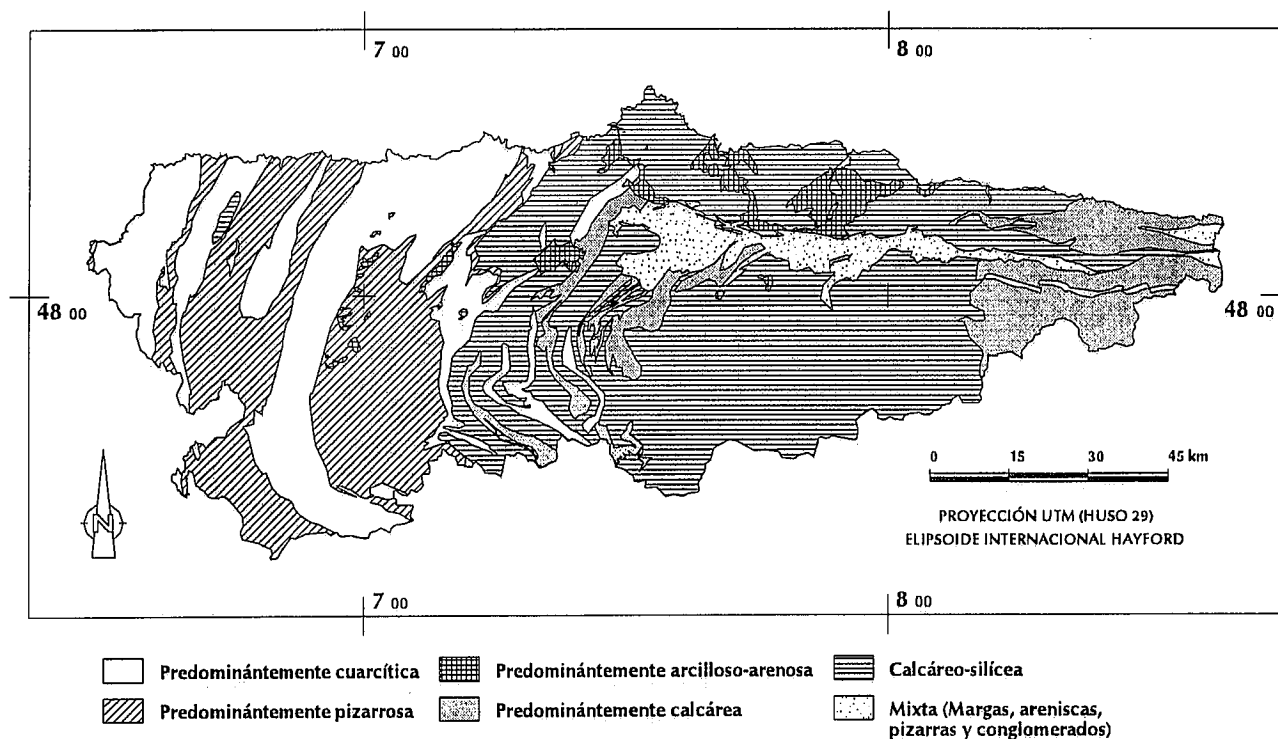 7 00
8 00
48 00
48 00
0 15 30 45 km
N
PROYECCIÓN UTM (HUSO 29)
ELIPSOIDE INTERNACIONAL HAYFORD
7 00
8 00
Predominántemente cuarcítica
Predominántemente arcilloso-arenosa
Calcáreo-silícea
Predominántemente pizarrosa
Predominántemente calcárea
Mixta (Margas, areniscas,
pizarras y conglomerados)